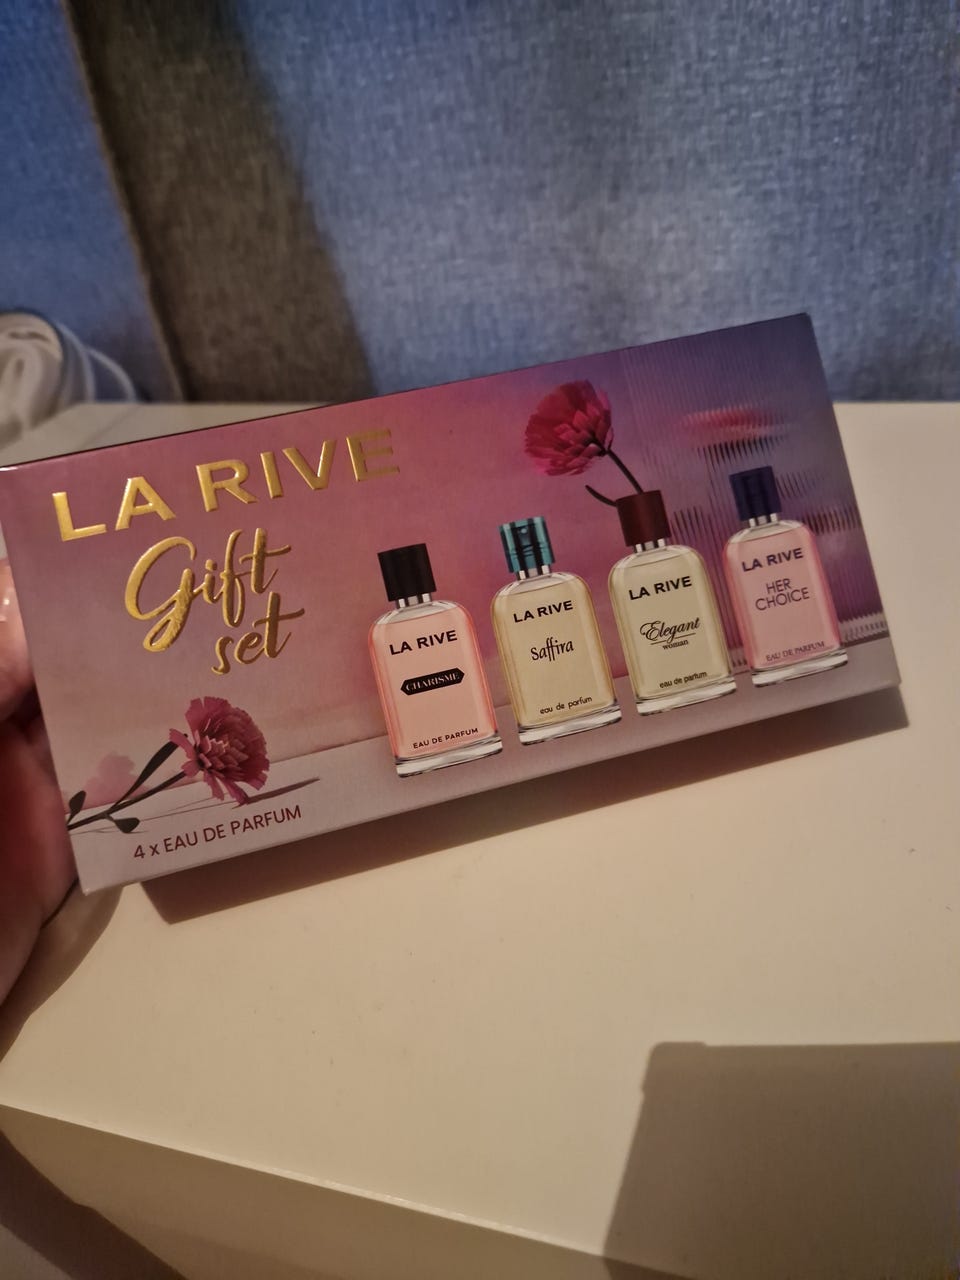 LA RIVE
Gift
set
4 x EAU DE PARFUM
LA RIVE
CHARISME
EAU DE PARFUM
LA RIVE
Saffira
eau de parfum
LA RIVE
Elegant
woman
eau de parfum
LA RIVE
HER
CHOICE
EAU DE PARFUM